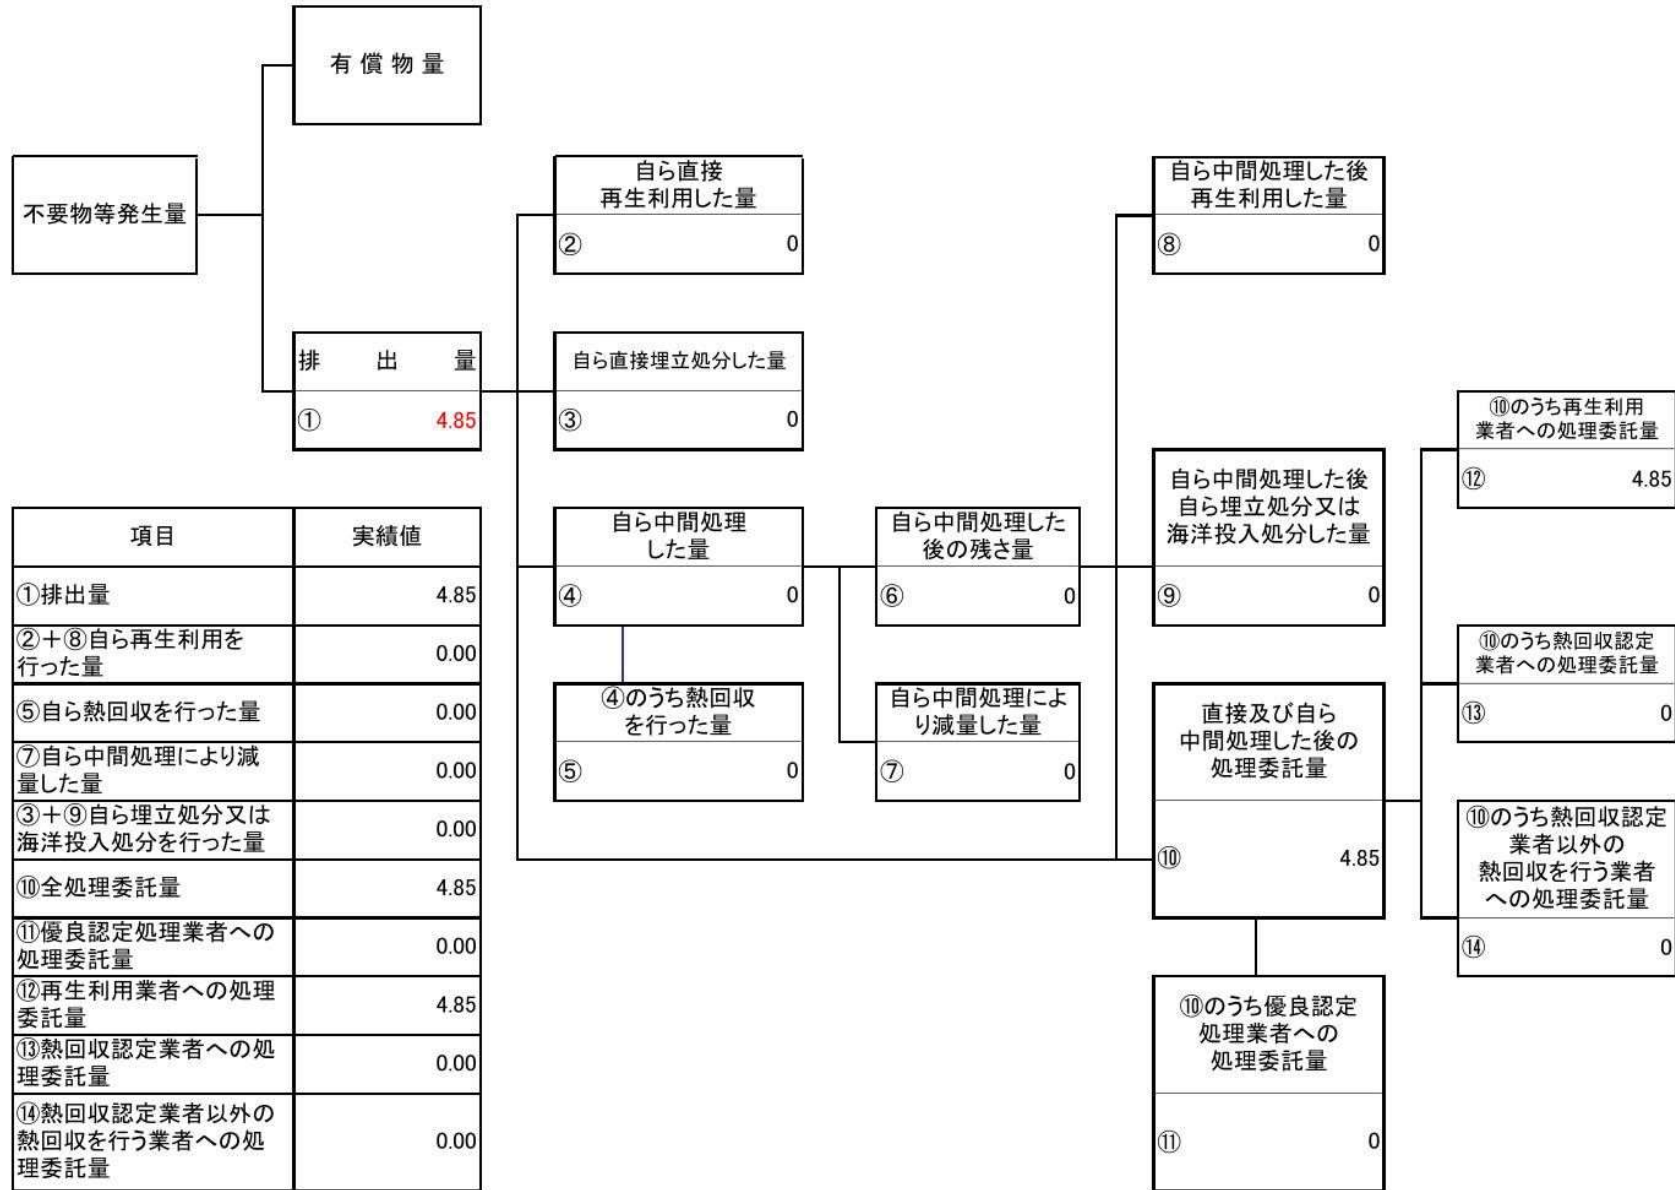 有償物量
不要物等発生量
自ら直接
再生利用した量
② 0
自ら中間処理した後
再生利用した量
⑧ 0
排出量
① 4.85
自ら直接埋立処分した量
③ 0
⑩のうち再生利用
業者への処理委託量
⑫ 4.85
自ら中間処理した後
自ら埋立処分又は
海洋投入処分した量
⑨ 0
自ら中間処理
した量
④ 0
自ら中間処理した
後の残さ量
⑥ 0
⑩のうち熱回収認定
業者への処理委託量
⑬ 0
④のうち熱回収
を行った量
⑤ 0
自ら中間処理によ
り減量した量
⑦ 0
直接及び自ら
中間処理した後の
処理委託量
⑩ 4.85
⑩のうち熱回収認定
業者以外の
熱回収を行う業者
への処理委託量
⑭ 0
⑩のうち優良認定
処理業者への
処理委託量
⑪ 0
項目 実績値
①排出量 4.85
②+⑧自ら再生利用を
行った量 0.00
⑤自ら熱回収を行った量 0.00
⑦自ら中間処理により減
量した量 0.00
③+⑨自ら埋立処分又は
海洋投入処分を行った量 0.00
⑩全処理委託量 4.85
⑪優良認定処理業者への
処理委託量 0.00
⑫再生利用業者への処理
委託量 4.85
⑬熱回収認定業者への処
理委託量 0.00
⑭熱回収認定業者以外の
熱回収を行う業者への処
理委託量 0.00